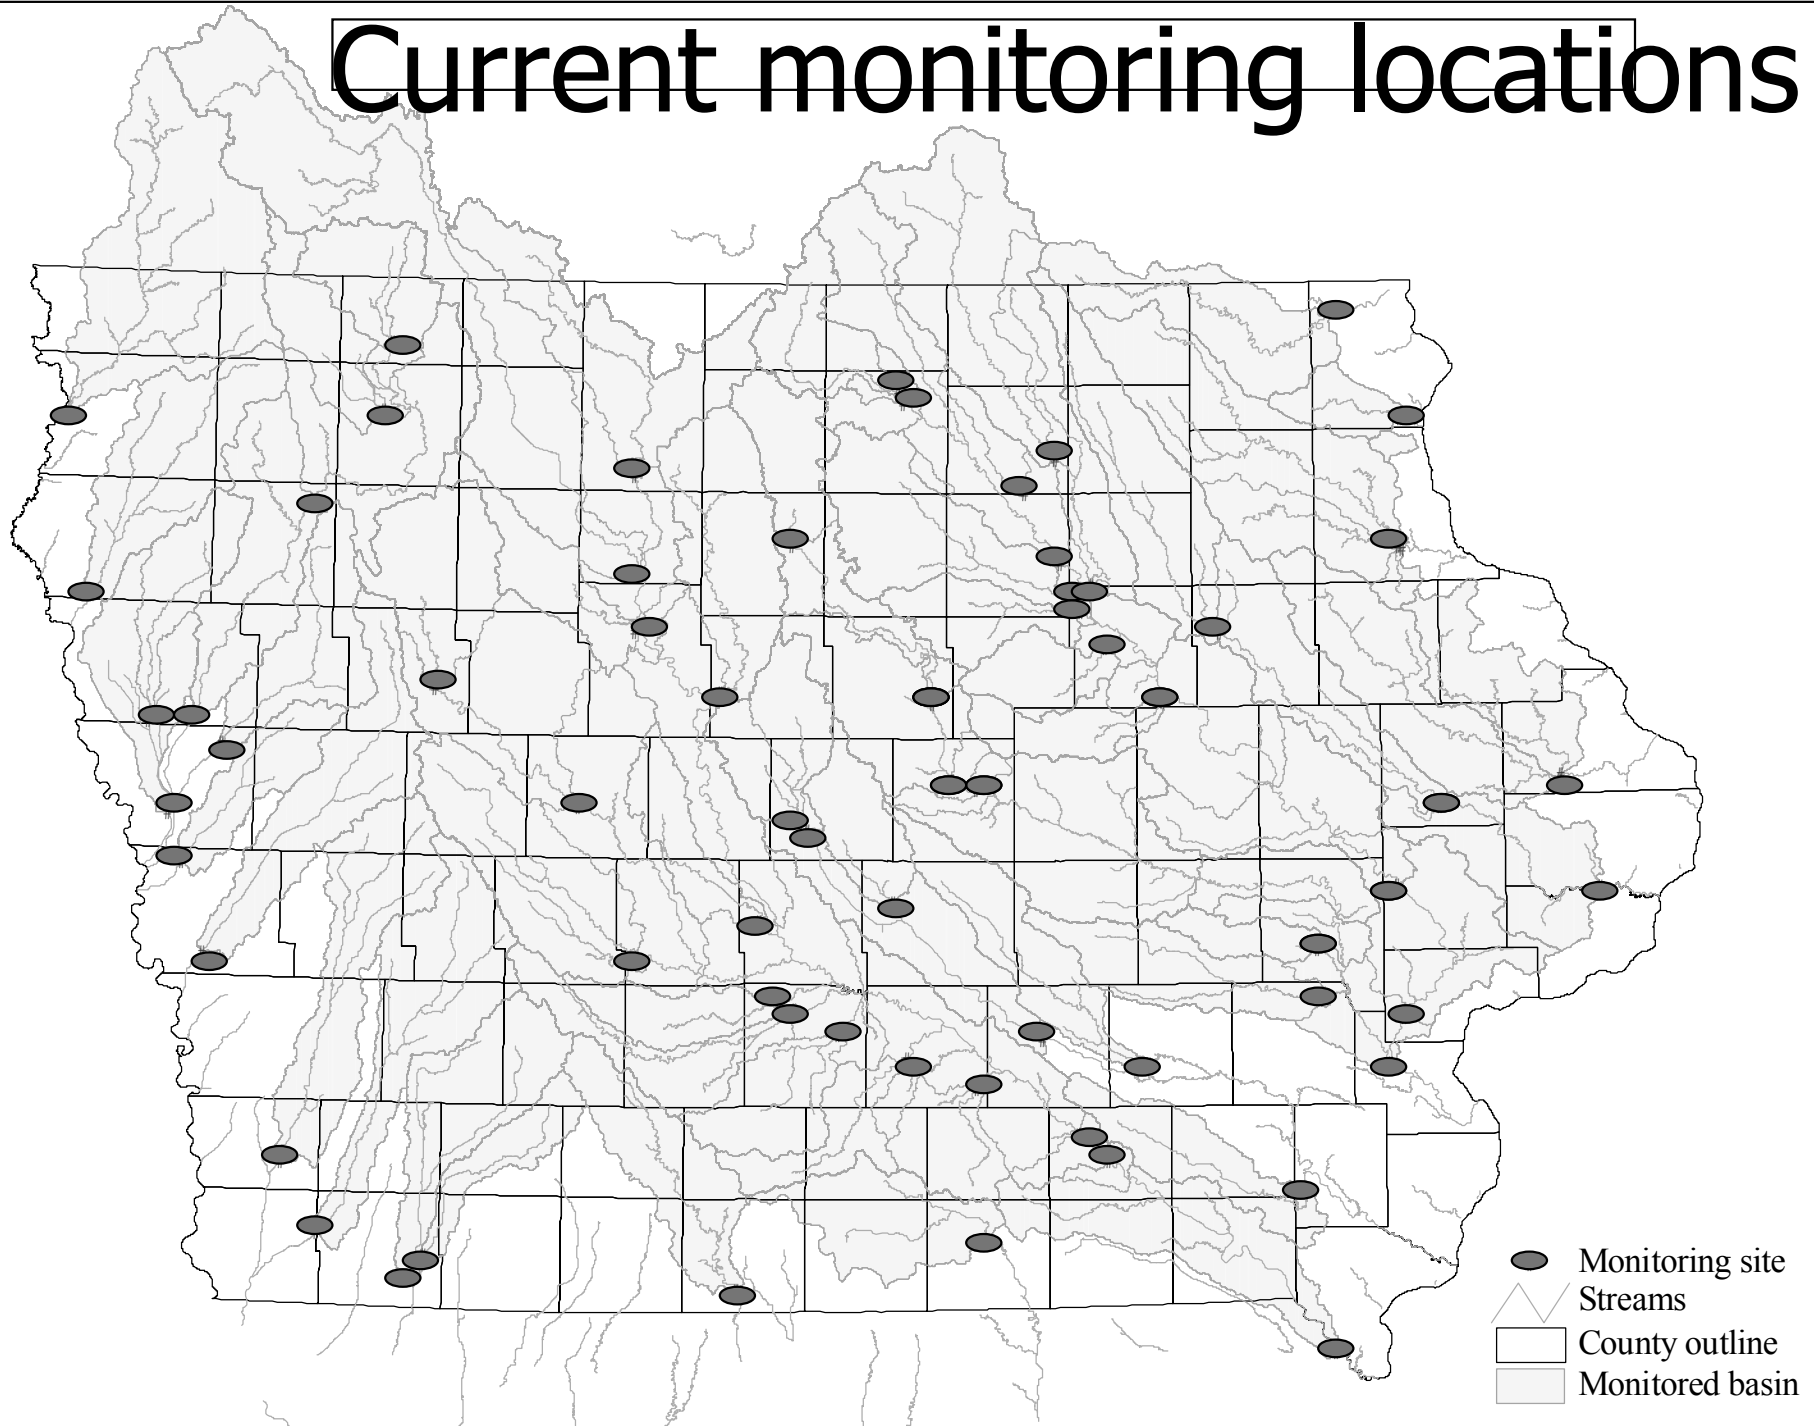 Current monitoring locations
Monitoring site
Streams
County outline
Monitored basin